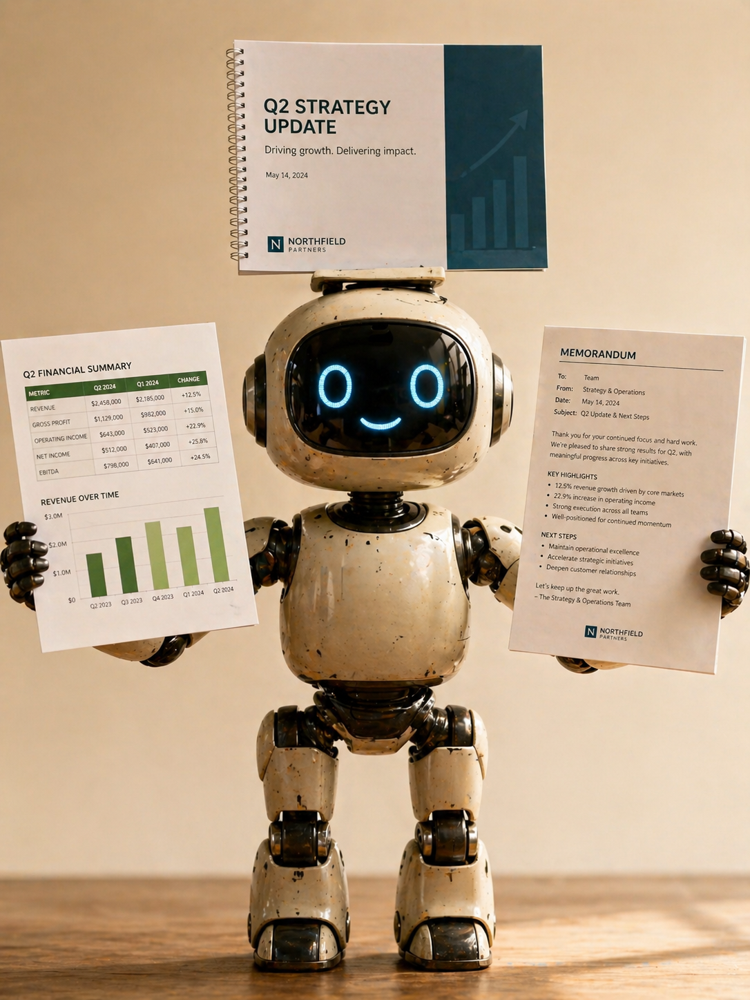 Q2 STRATEGY
UPDATE
Driving growth. Delivering impact.
May 14, 2024
N NORTHFIELD
PARTNERS
Q2 FINANCIAL SUMMARY
METRIC Q2 2024 Q1 2024 CHANGE
REVENUE $2,458,000 $2,185,000 +12.5%
GROSS PROFIT $1,129,000 $982,000 +15.0%
OPERATING INCOME $643,000 $523,000 +22.9%
NET INCOME $512,000 $407,000 +25.8%
EBITDA $798,000 $641,000 +24.5%
REVENUE OVER TIME
$3.0M
$2.0M
$1.0M
$0
Q2 2023 Q3 2023 Q4 2023 Q1 2024 Q2 2024
MEMORANDUM
To: Team
From: Strategy & Operations
Date: May 14, 2024
Subject: Q2 Update & Next Steps
Thank you for your continued focus and hard work.
We're pleased to share strong results for Q2, with
meaningful progress across key initiatives.
KEY HIGHLIGHTS
• 12.5% revenue growth driven by core markets
• 22.9% increase in operating income
• Strong execution across all teams
• Well-positioned for continued momentum
NEXT STEPS
• Maintain operational excellence
• Accelerate strategic initiatives
• Deepen customer relationships
Let's keep up the great work.
– The Strategy & Operations Team
N NORTHFIELD
PARTNERS